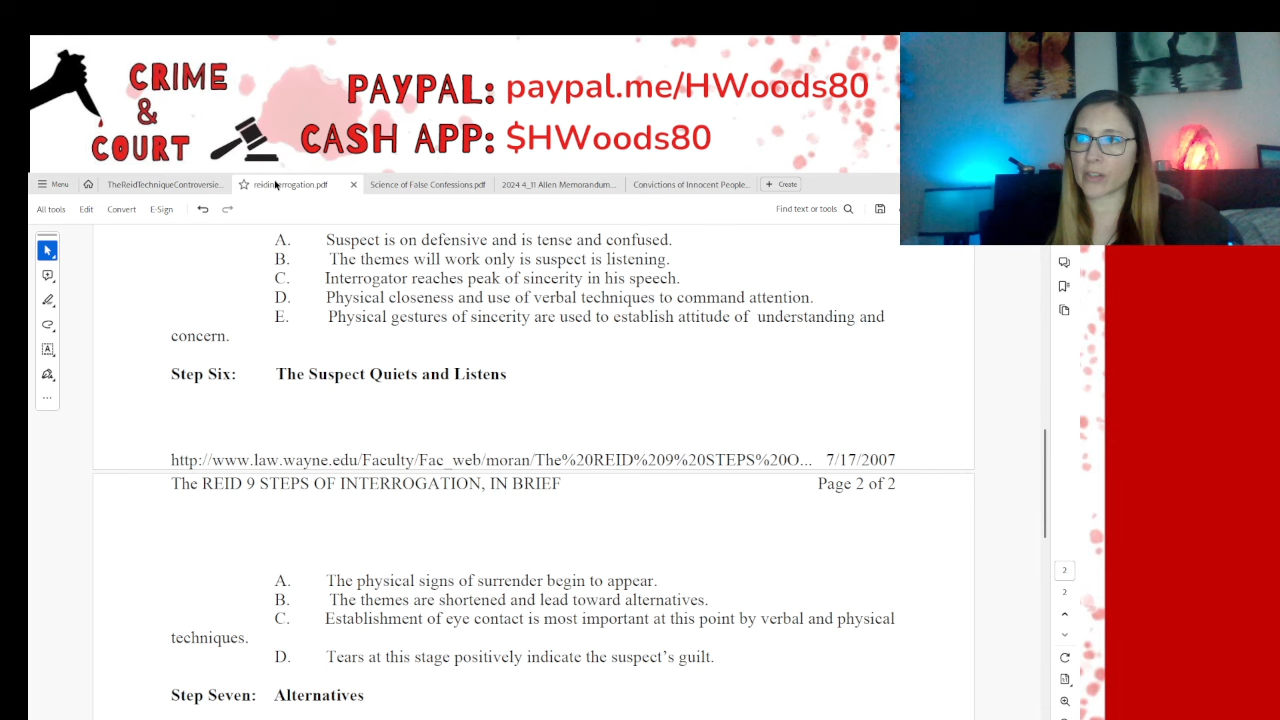 CRIME
&
COURT
PAYPAL: paypal.me/HWoods80
CASH APP: $HWoods80
Menu TheReidTechniqueControversie... reidinterrogation.pdf Science of False Confessions.pdf 2024 4_11 Allen Memorandum... Convictions of Innocent People... Create
All tools Edit Convert E-Sign Find text or tools
A. Suspect is on defensive and is tense and confused.
B. The themes will work only is suspect is listening.
C. Interrogator reaches peak of sincerity in his speech.
D. Physical closeness and use of verbal techniques to command attention.
E. Physical gestures of sincerity are used to establish attitude of understanding and
concern.
Step Six: The Suspect Quiets and Listens
http://www.law.wayne.edu/Faculty/Fac_web/moran/The%20REID%209%20STEPS%20O... 7/17/2007
The REID 9 STEPS OF INTERROGATION, IN BRIEF Page 2 of 2
A. The physical signs of surrender begin to appear.
2
B. The themes are shortened and lead toward alternatives.
2
C. Establishment of eye contact is most important at this point by verbal and physical
techniques.
D. Tears at this stage positively indicate the suspect's guilt.
Step Seven: Alternatives